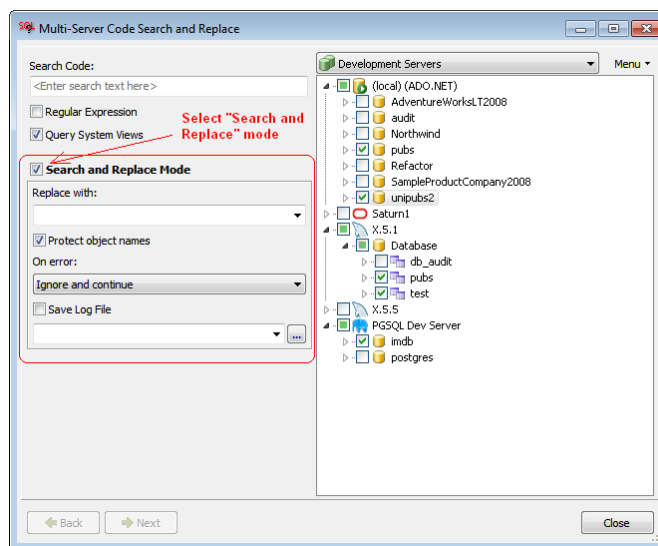 SQL Multi-Server Code Search and Replace
Search Code:
<Enter search text here>
Regular Expression
Query System Views
Select "Search and
Replace" mode
Search and Replace Mode
Replace with:
Protect object names
On error:
Ignore and continue
Save Log File
...
Development Servers
Menu
(local) (ADO.NET)
AdventureWorksLT2008
audit
Northwind
pubs
Refactor
SampleProductCompany2008
unipubs2
Saturn1
X.5.1
Database
db_audit
pubs
test
X.5.5
PGSQL Dev Server
imdb
postgres
Back
Next
Close